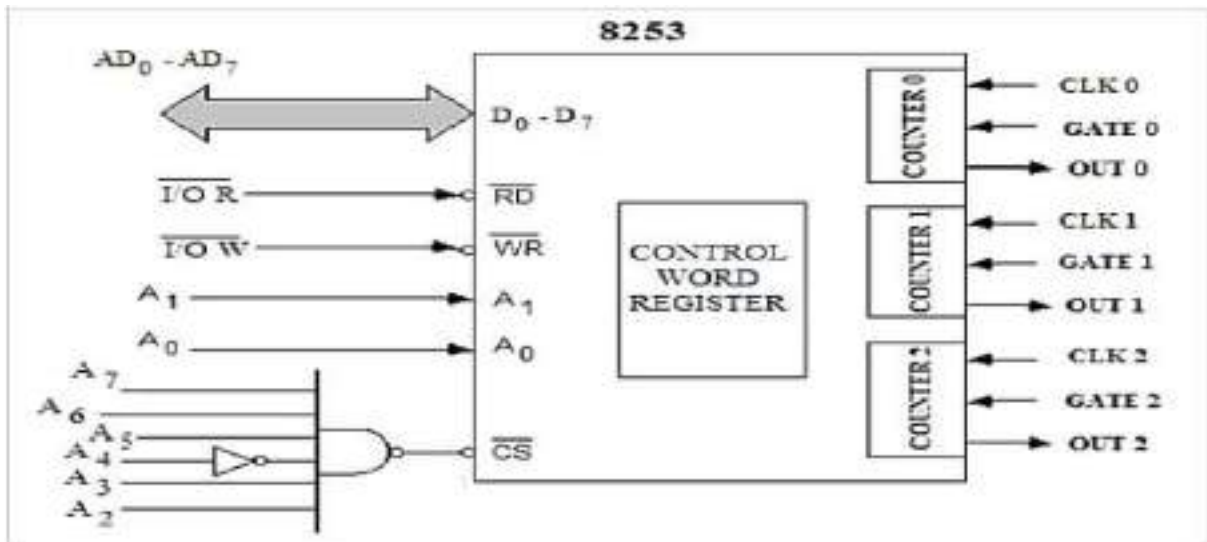 8253
AD₀ - AD₇
D₀ - D₇
I/O R
RD
I/O W
WR
A₁
A₁
A₀
A₀
A₇
A₆
A₅
A₄
A₃
A₂
CS
CONTROL
WORD
REGISTER
COUNTER 0
CLK 0
GATE 0
OUT 0
COUNTER 1
CLK 1
GATE 1
OUT 1
COUNTER 2
CLK 2
GATE 2
OUT 2